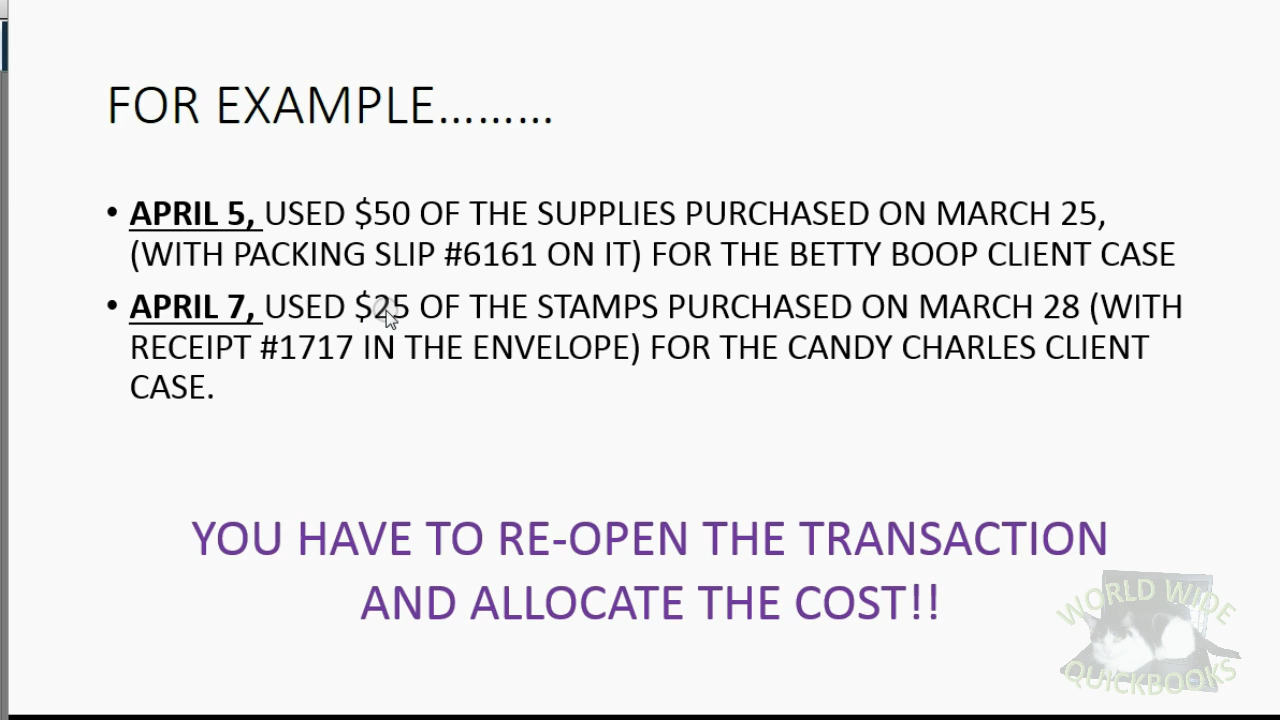 FOR EXAMPLE.........
• APRIL 5, USED $50 OF THE SUPPLIES PURCHASED ON MARCH 25,
(WITH PACKING SLIP #6161 ON IT) FOR THE BETTY BOOP CLIENT CASE
• APRIL 7, USED $25 OF THE STAMPS PURCHASED ON MARCH 28 (WITH
RECEIPT #1717 IN THE ENVELOPE) FOR THE CANDY CHARLES CLIENT
CASE.
YOU HAVE TO RE-OPEN THE TRANSACTION
AND ALLOCATE THE COST!!
WORLD WIDE
QUICKBOOKS